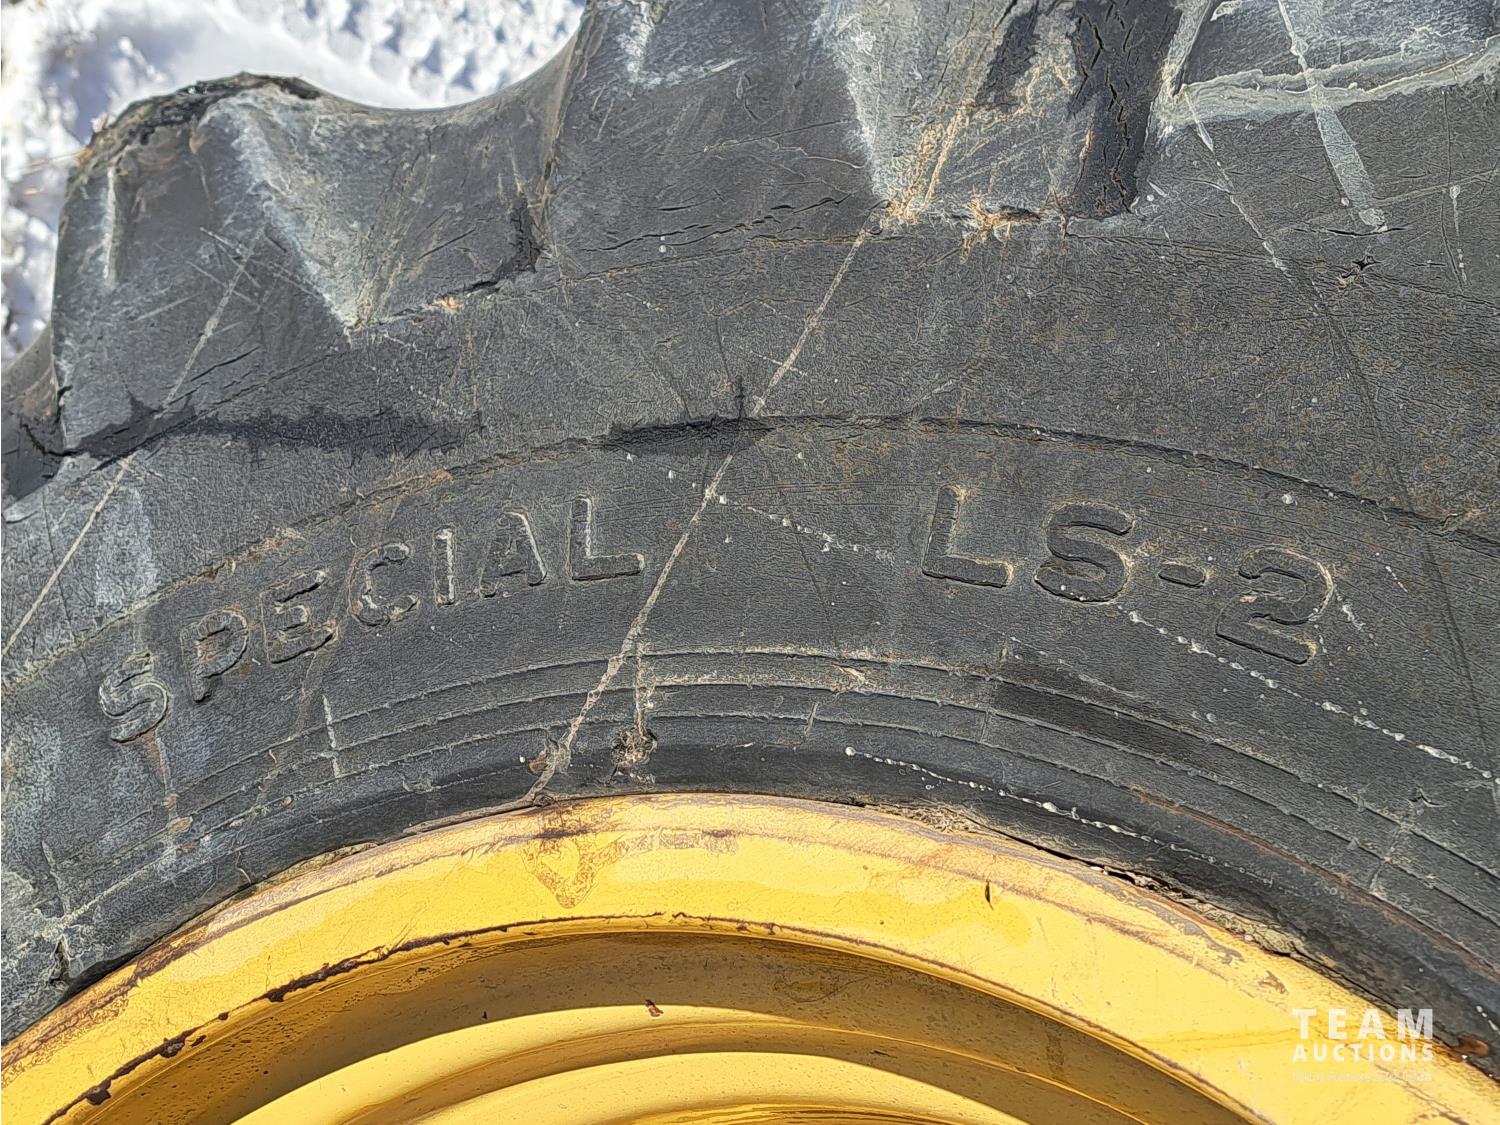 SPECIAL LS-2
TEAM
AUCTIONS